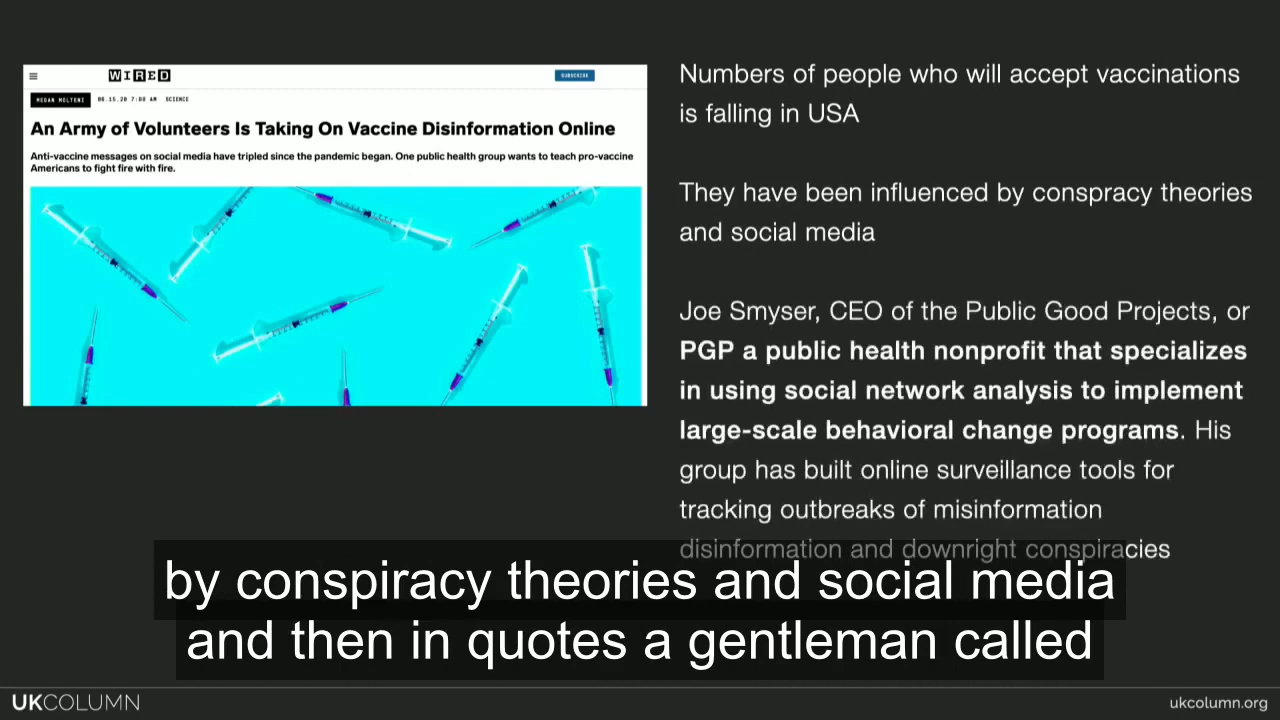 WIRED
SUBSCRIBE
MEGAN MOLTENI 06.15.20 7:00 AM SCIENCE
An Army of Volunteers Is Taking On Vaccine Disinformation Online
Anti-vaccine messages on social media have tripled since the pandemic began. One public health group wants to teach pro-vaccine
Americans to fight fire with fire.
Numbers of people who will accept vaccinations
is falling in USA
They have been influenced by conspracy theories
and social media
Joe Smyser, CEO of the Public Good Projects, or
PGP a public health nonprofit that specializes
in using social network analysis to implement
large-scale behavioral change programs. His
group has built online surveillance tools for
tracking outbreaks of misinformation
disinformation and downright conspiracies
by conspiracy theories and social media
and then in quotes a gentleman called
UKCOLUMN
ukcolumn.org